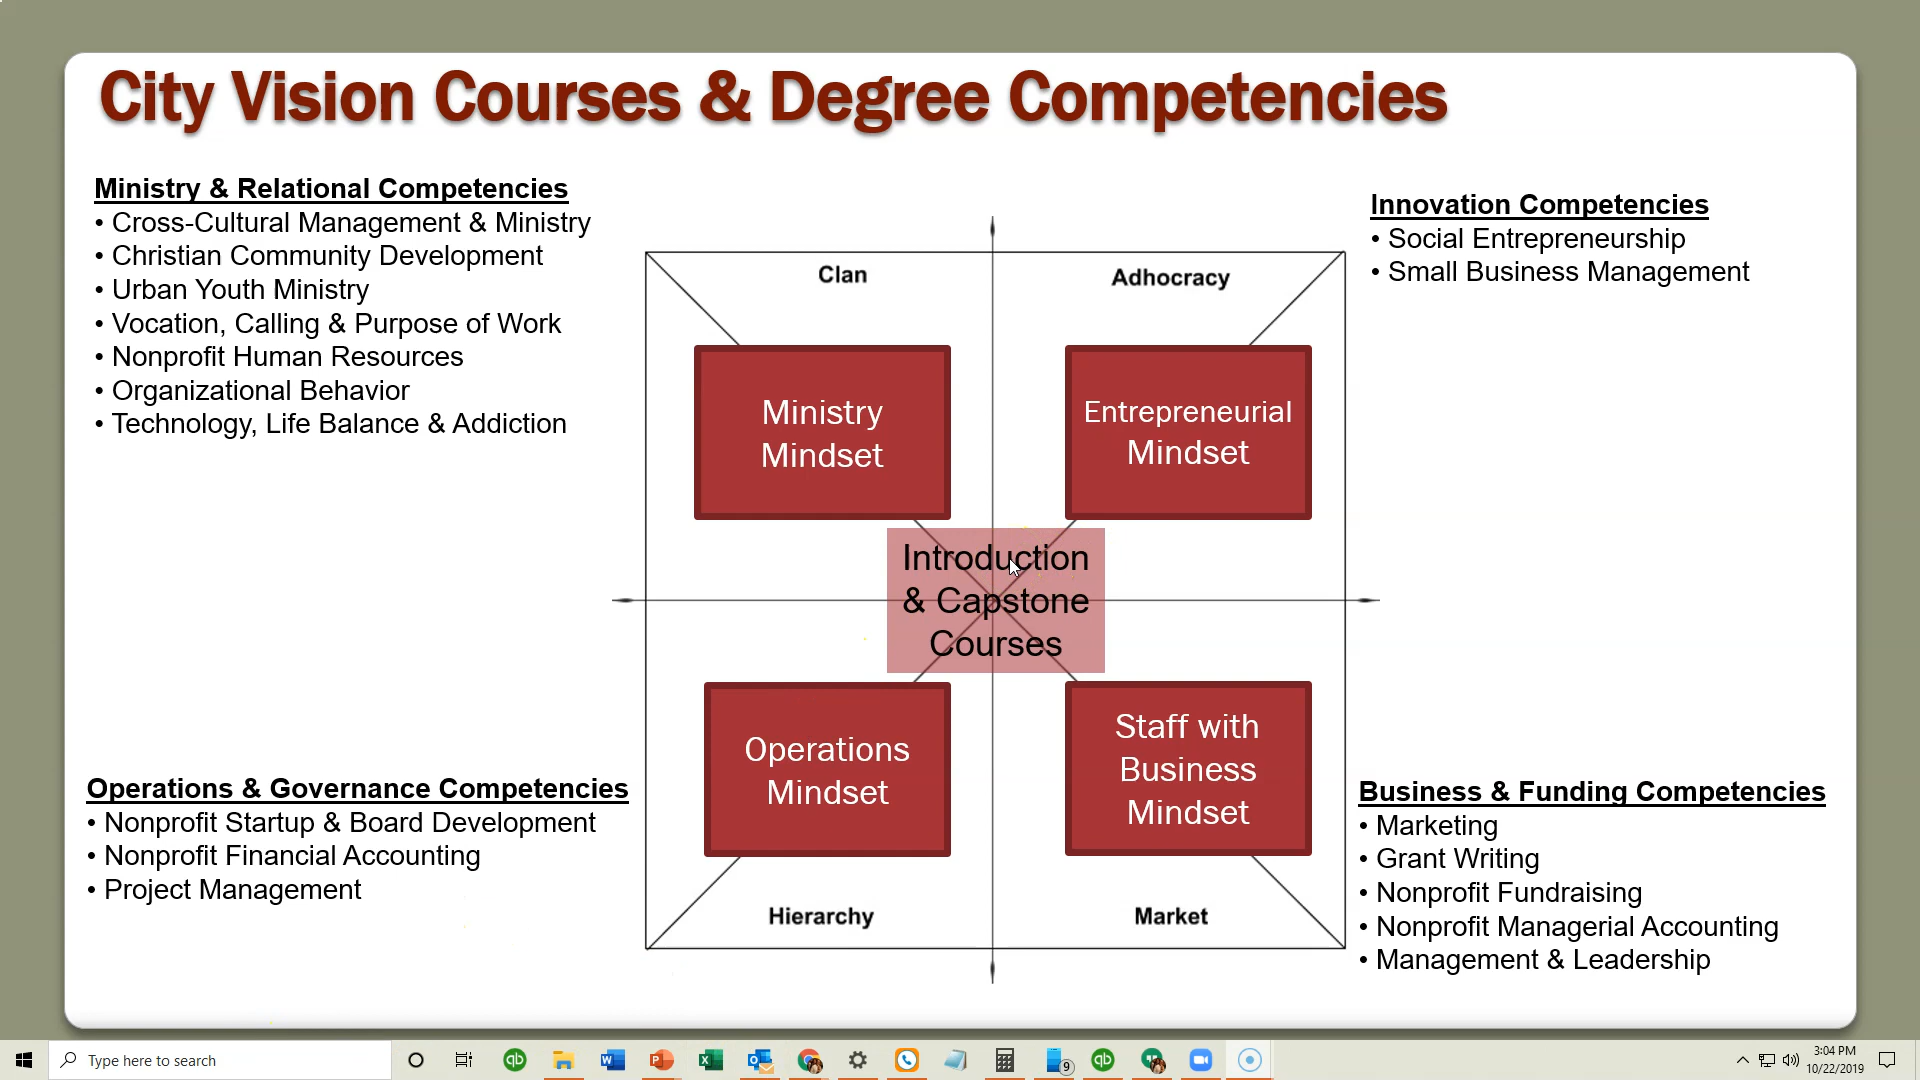 City Vision Courses & Degree Competencies
Ministry & Relational Competencies
• Cross-Cultural Management & Ministry
• Christian Community Development
• Urban Youth Ministry
• Vocation, Calling & Purpose of Work
• Nonprofit Human Resources
• Organizational Behavior
• Technology, Life Balance & Addiction
Innovation Competencies
• Social Entrepreneurship
• Small Business Management
Clan
Adhocracy
Ministry
Mindset
Entrepreneurial
Mindset
Introduction
& Capstone
Courses
Operations
Mindset
Staff with
Business
Mindset
Hierarchy
Market
Operations & Governance Competencies
• Nonprofit Startup & Board Development
• Nonprofit Financial Accounting
• Project Management
Business & Funding Competencies
• Marketing
• Grant Writing
• Nonprofit Fundraising
• Nonprofit Managerial Accounting
• Management & Leadership
Type here to search
9
3:04 PM
10/22/2019